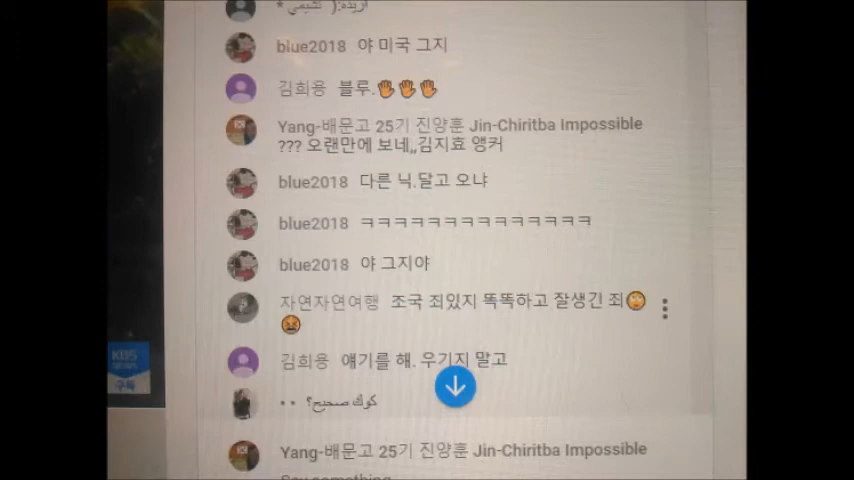 blue2018 야 미국 그지
김희용 블루.🖐🖐🖐
Yang-배문고 25기 진양훈 Jin-Chiritba Impossible
??? 오랜만에 보네,,김지효 앵커
blue2018 다른 닉.달고 오냐
blue2018 ㅋㅋㅋㅋㅋㅋㅋㅋㅋㅋㅋㅋㅋㅋ
blue2018 야 그지야
자연자연여행 조국 죄있지 똑똑하고 잘생긴 죄🙄
😫
김희용 얘기를 해. 우기지 말고
KBS
NEWS
구독
• • كوك صحيح؟
Yang-배문고 25기 진양훈 Jin-Chiritba Impossible
Say something